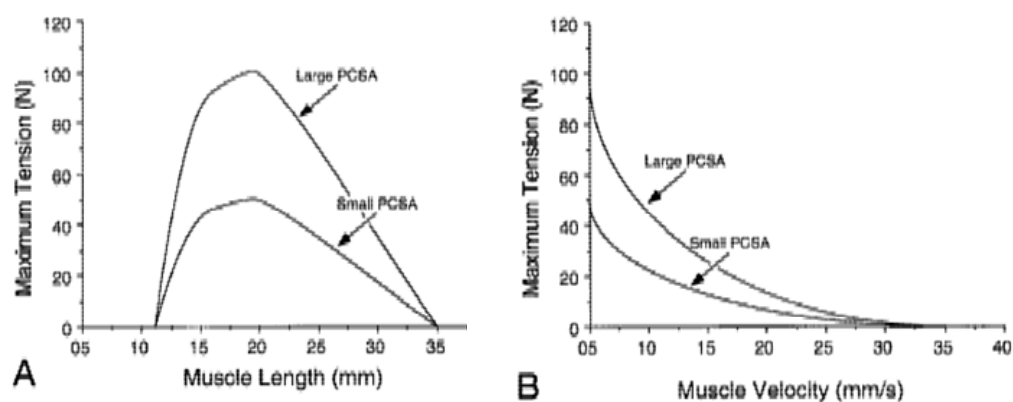 120
100
80
60
40
20
0
Maximum Tension (N)
Large PCSA
Small PCSA
05 10 15 20 25 30 35
Muscle Length (mm)
A
120
100
80
60
40
20
0
Maximum Tension (N)
Large PCSA
Small PCSA
05 10 15 20 25 30 35 40
Muscle Velocity (mm/s)
B